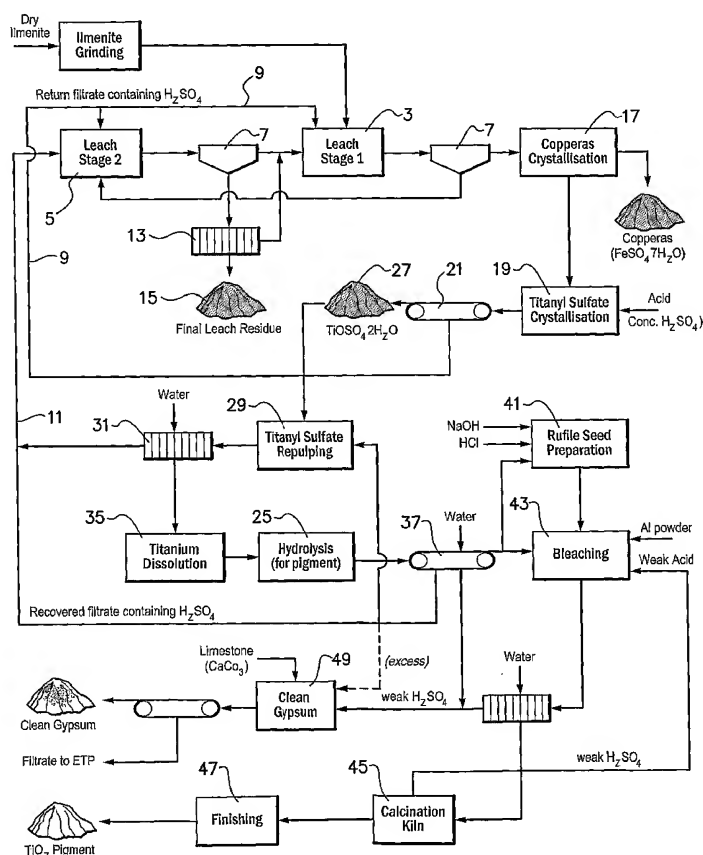 Dry
Ilmenite
Ilmenite
Grinding
9
Return filtrate containing H2SO4
3
17
7
7
Leach
Stage 2
Leach
Stage 1
Copperas
Crystallisation
5
13
Copperas
(FeSO4 7H2O)
9
27
21
19
15
Final Leach Residue
TiOSO4 2H2O
Titanyl Sulfate
Crystallisation
Acid
Conc. H2SO4)
Water
11
31
29
41
Titanyl Sulfate
Repulping
NaOH
HCl
Rufile Seed
Preparation
35
25
37
Water
43
Titanium
Dissolution
Hydrolysis
(for pigment)
Bleaching
Al powder
Weak Acid
Recovered filtrate containing H2SO4
Limestone
(CaCo3)
49
(excess)
Water
Clean
Gypsum
weak H2SO4
Clean Gypsum
Filtrate to ETP
weak H2SO4
47
45
Finishing
Calcination
Kiln
TiO2 Pigment